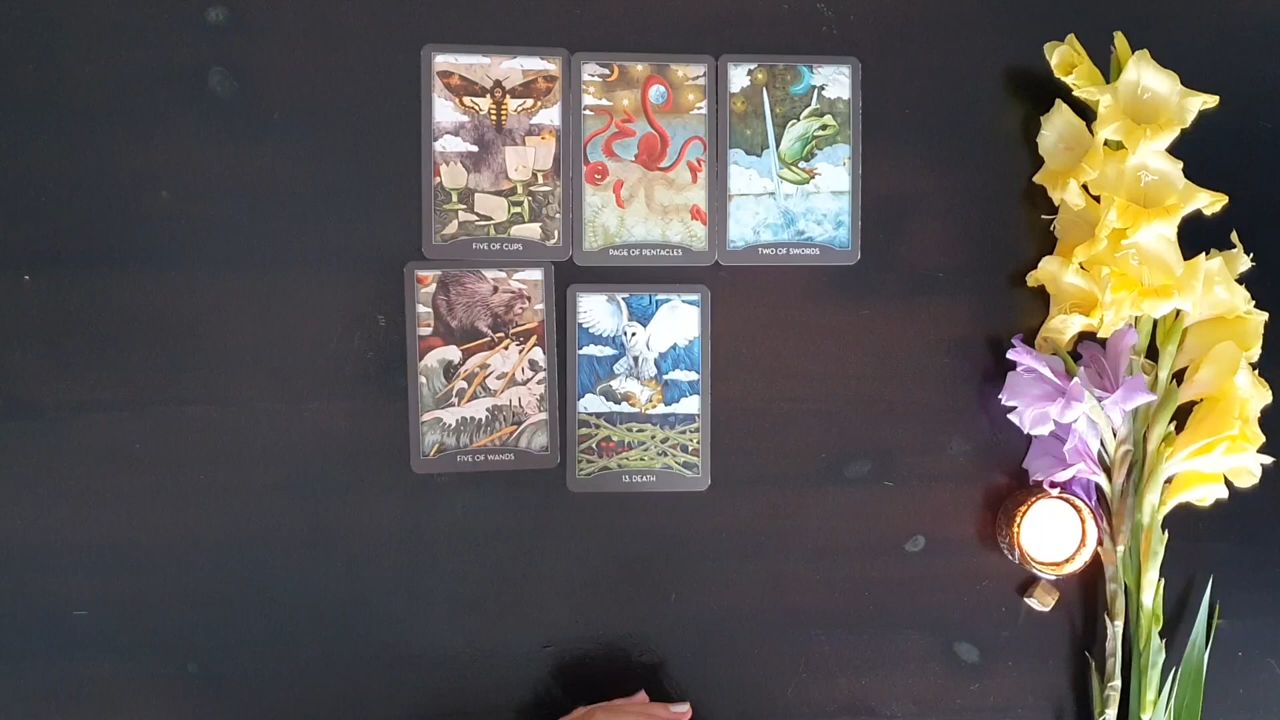 FIVE OF CUPS
PAGE OF PENTACLES
TWO OF SWORDS
FIVE OF WANDS
13. DEATH